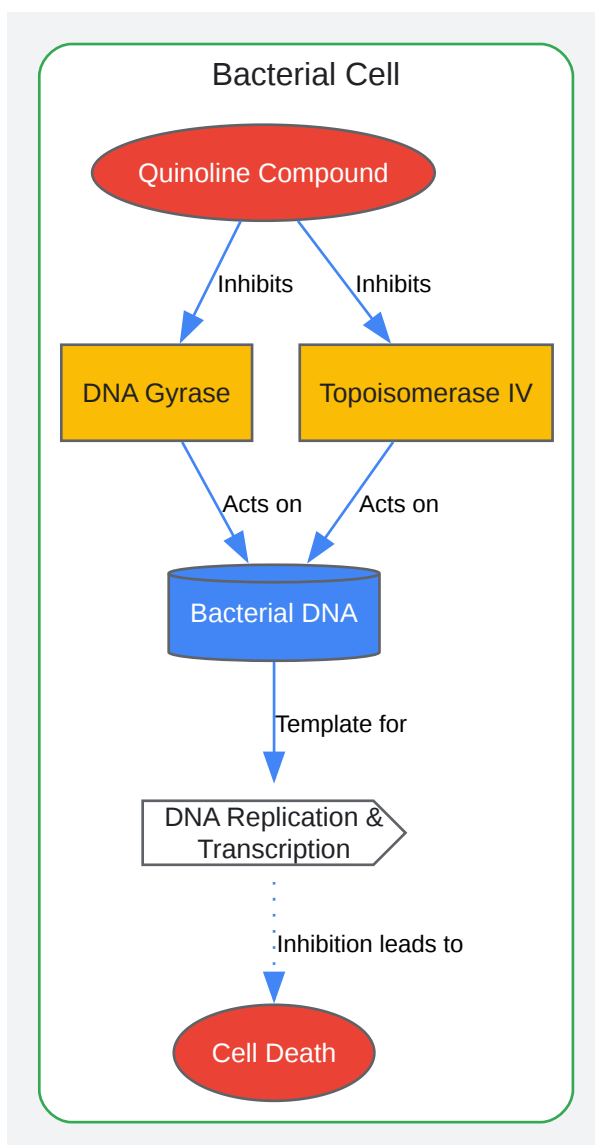 Bacterial Cell
Quinoline Compound
Inhibits
Inhibits
DNA Gyrase
Topoisomerase IV
Acts on
Acts on
Bacterial DNA
Template for
DNA Replication &
Transcription
Inhibition leads to
Cell Death